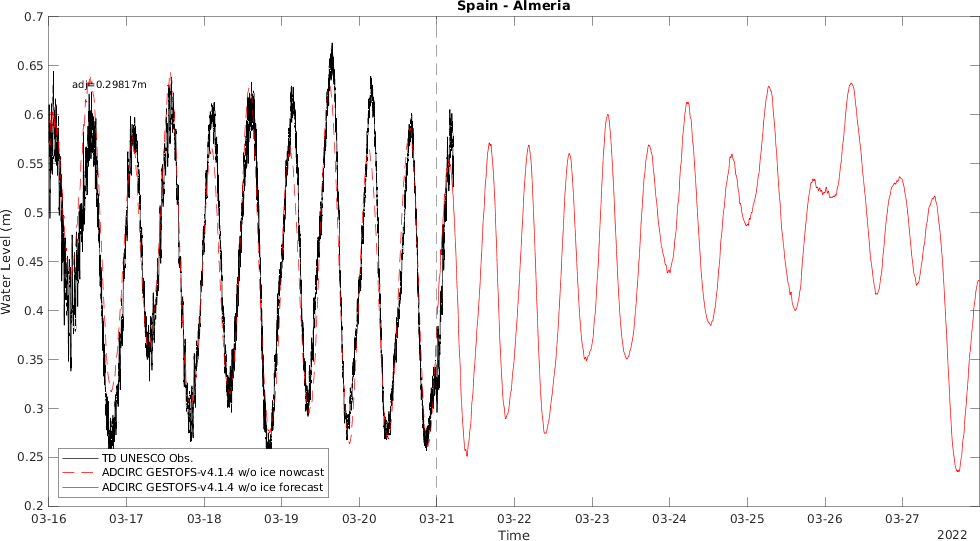 Spain - Almeria
0.7
0.65
0.6
0.55
0.5
0.45
0.4
0.35
0.3
0.25
0.2
Water Level (m)
adj=0.29817m
TD UNESCO Obs.
ADCIRC GESTOFS-v4.1.4 w/o ice nowcast
ADCIRC GESTOFS-v4.1.4 w/o ice forecast
03-16 03-17 03-18 03-19 03-20 03-21 03-22 03-23 03-24 03-25 03-26 03-27
Time
2022